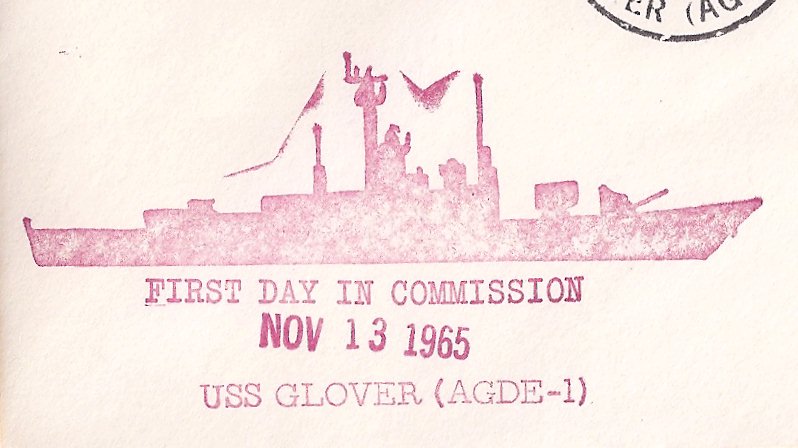 ER (AG
FIRST DAY IN COMMISSION
NOV 13 1965
USS GLOVER (AGDE-1)